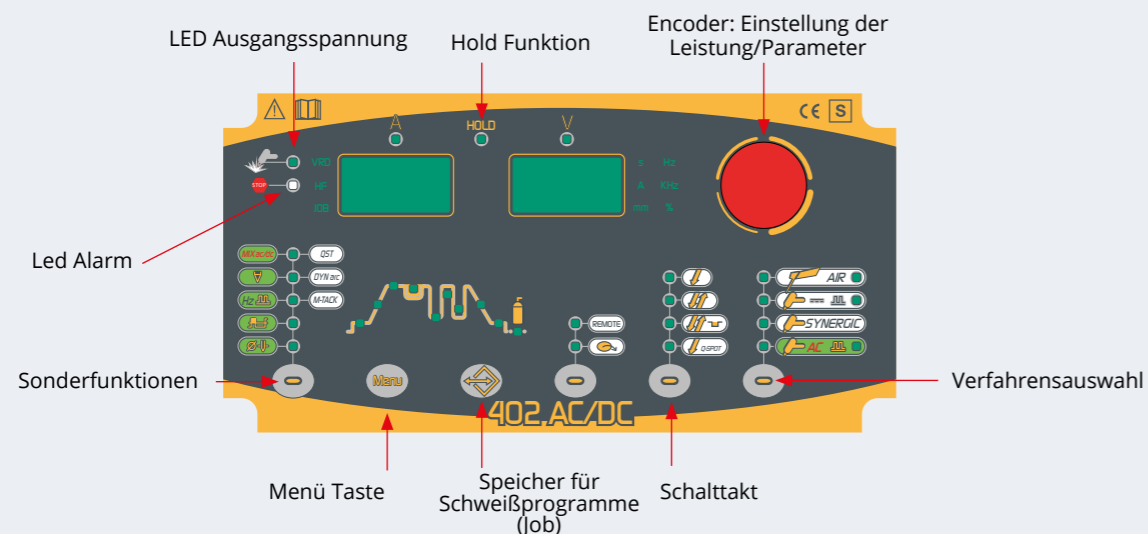 LED Ausgangsspannung
Hold Funktion
Encoder: Einstellung der
Leistung/Parameter
CE S
A
HOLD
V
VRD
HF
JOB
STOP
s Hz
A KHz
mm %
Led Alarm
MIX ac/dc
QST
DYN arc
Hz
M-TACK
REMOTE
Q-SPOT
AIR
SYNERGIC
AC
Sonderfunktionen
Menu
Verfahrensauswahl
402.AC/DC
Menü Taste
Speicher für
Schweißprogramme
(Job)
Schalttakt